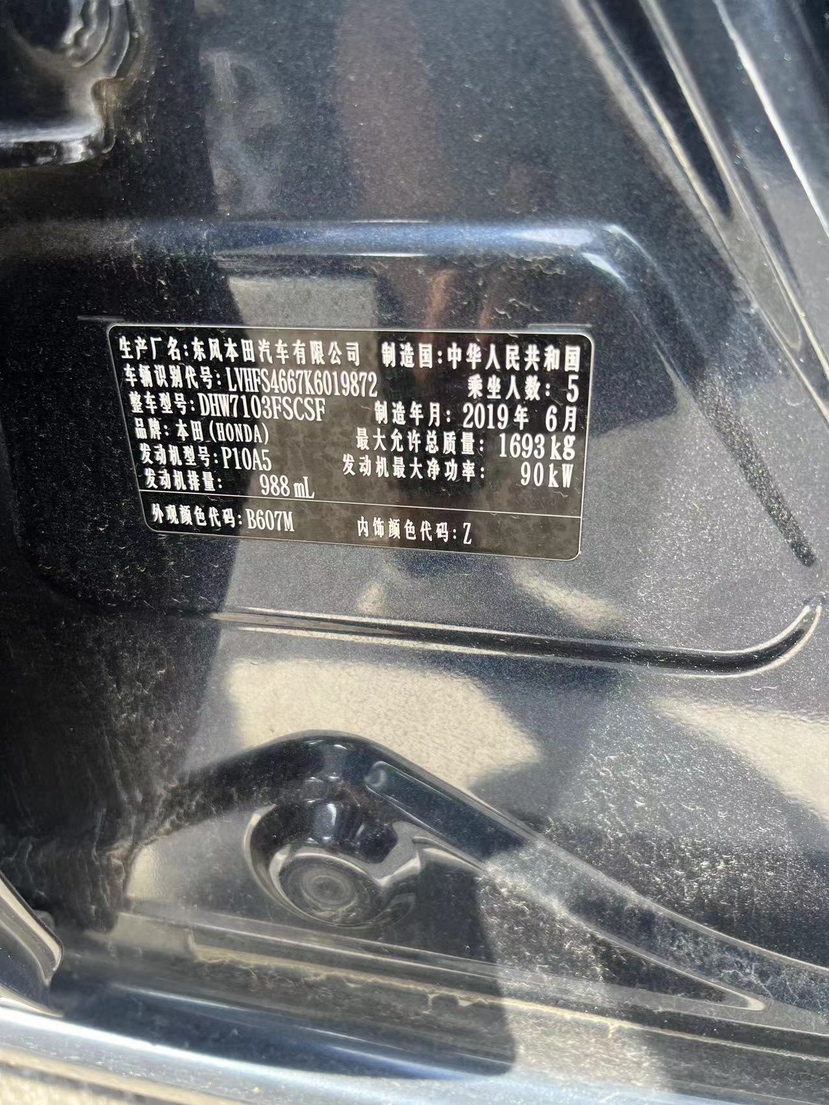 生产厂名:东风本田汽车有限公司 制造国:中华人民共和国
车辆识别代号:LVHFS4667K6019872 乘坐人数:5
整车型号:DHW7103FSCSF 制造年月:2019年6月
品牌:本田(HONDA) 最大允许总质量:1693kg
发动机型号:P10A5 发动机最大净功率:90kW
发动机排量:988mL
外观颜色代码:B607M 内饰颜色代码:Z